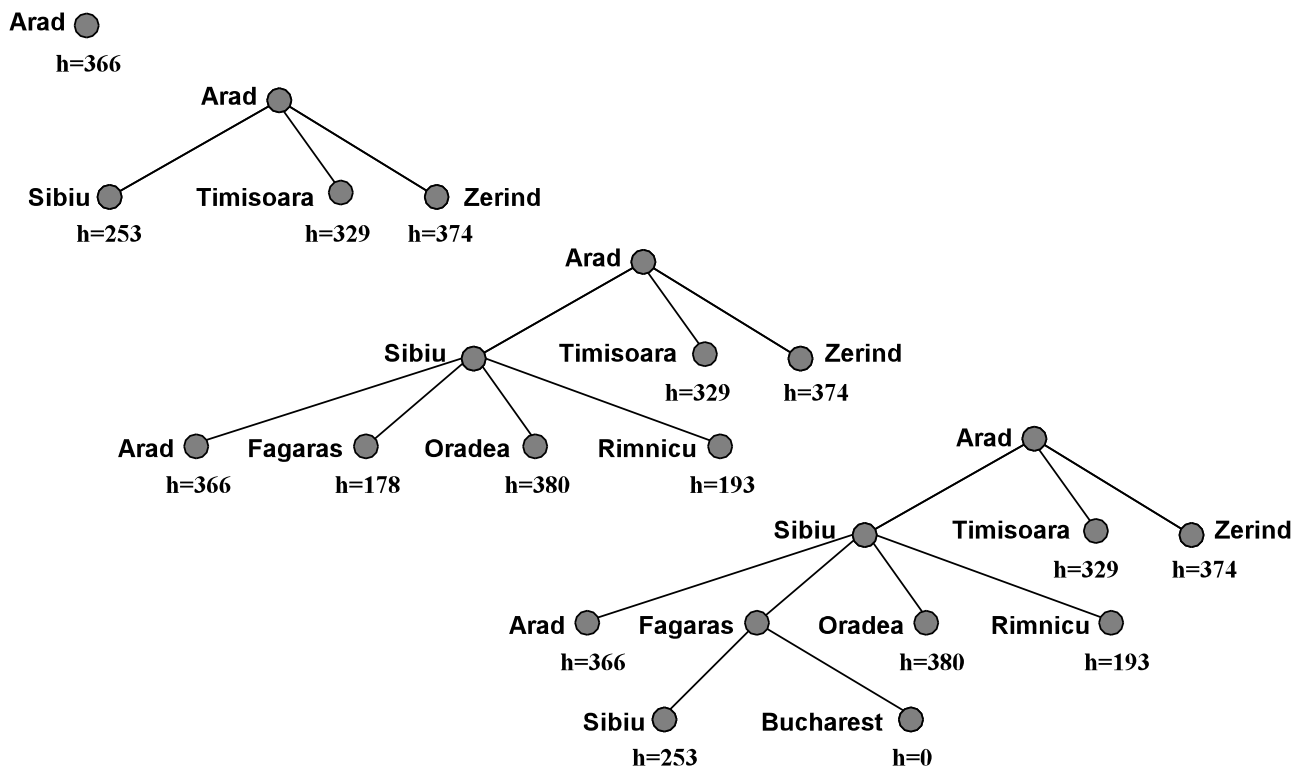 Arad
h=366
Arad
Sibiu Timisoara Zerind
h=253 h=329 h=374
Arad
Sibiu Timisoara Zerind
h=329 h=374
Arad Fagaras Oradea Rimnicu
h=366 h=178 h=380 h=193
Arad
Sibiu Timisoara Zerind
h=329 h=374
Arad Fagaras Oradea Rimnicu
h=366 h=380 h=193
Sibiu Bucharest
h=253 h=0